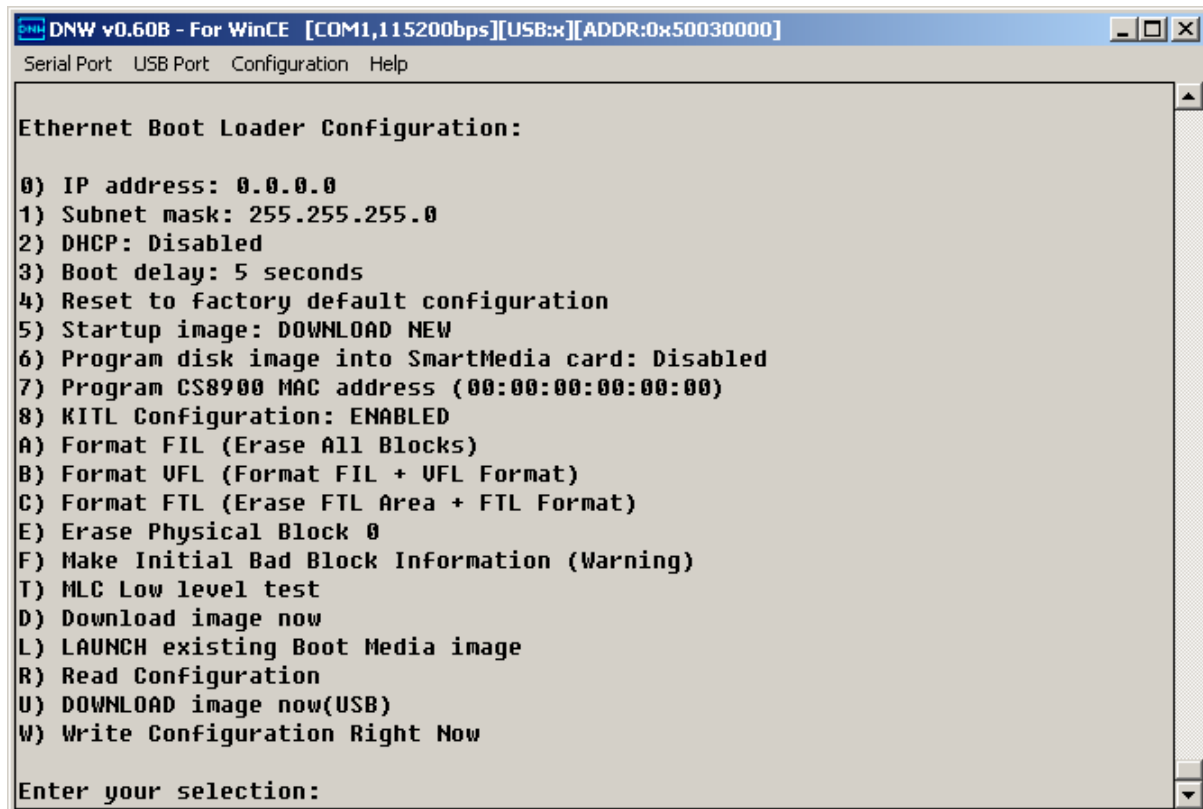 DNW v0.60B - For WinCE [COM1,115200bps][USB:x][ADDR:0x50030000]
Serial Port USB Port Configuration Help
Ethernet Boot Loader Configuration:
0) IP address: 0.0.0.0
1) Subnet mask: 255.255.255.0
2) DHCP: Disabled
3) Boot delay: 5 seconds
4) Reset to factory default configuration
5) Startup image: DOWNLOAD NEW
6) Program disk image into SmartMedia card: Disabled
7) Program CS8900 MAC address (00:00:00:00:00:00)
8) KITL Configuration: ENABLED
A) Format FIL (Erase All Blocks)
B) Format VFL (Format FIL + VFL Format)
C) Format FTL (Erase FTL Area + FTL Format)
E) Erase Physical Block 0
F) Make Initial Bad Block Information (Warning)
T) MLC Low level test
D) Download image now
L) LAUNCH existing Boot Media image
R) Read Configuration
U) DOWNLOAD image now(USB)
W) Write Configuration Right Now
Enter your selection: